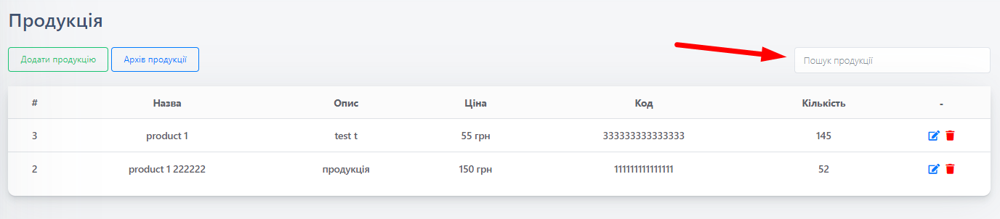 Продукція
Додати продукцію Архів продукції Пошук продукції
# Назва Опис Ціна Код Кількість -
3 product 1 test t 55 грн 333333333333333 145
2 product 1 222222 продукція 150 грн 111111111111111 52